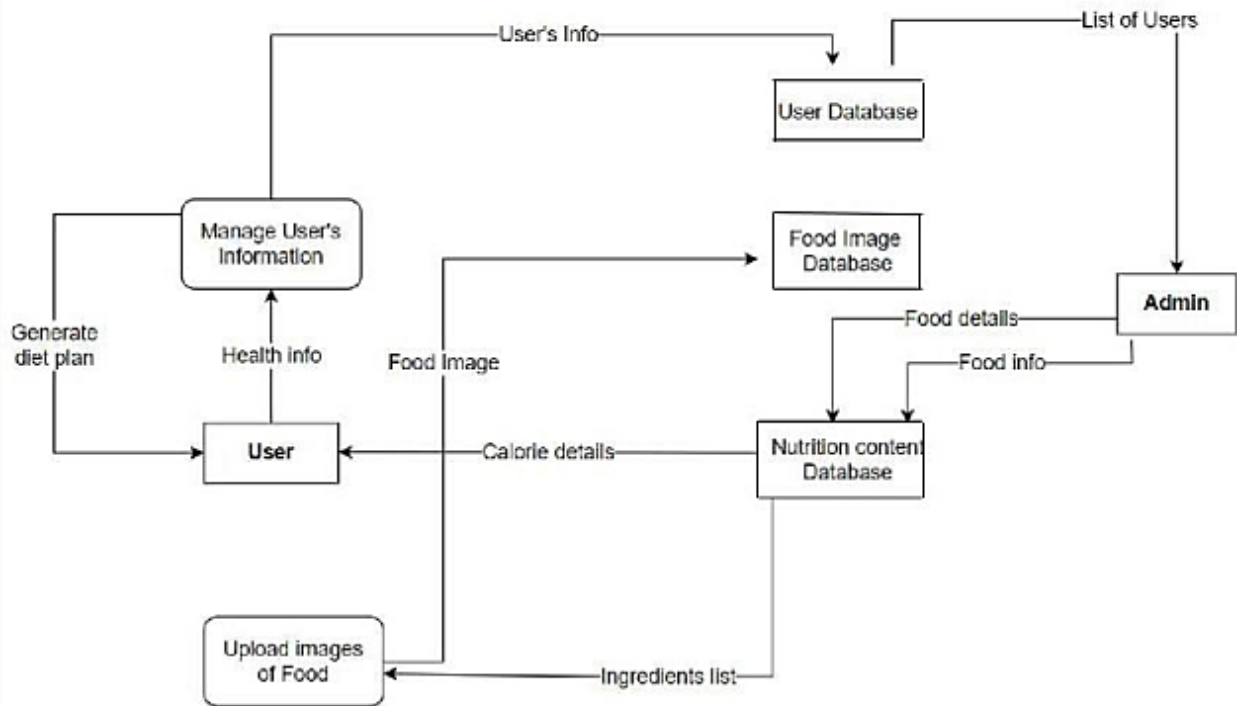 List of Users
User's Info
User Database
Manage User's
Information
Food Image
Database
Admin
Generate
diet plan
Health info
Food Image
Food details
Food info
User
Calorie details
Nutrition content
Database
Upload images
of Food
Ingredients list